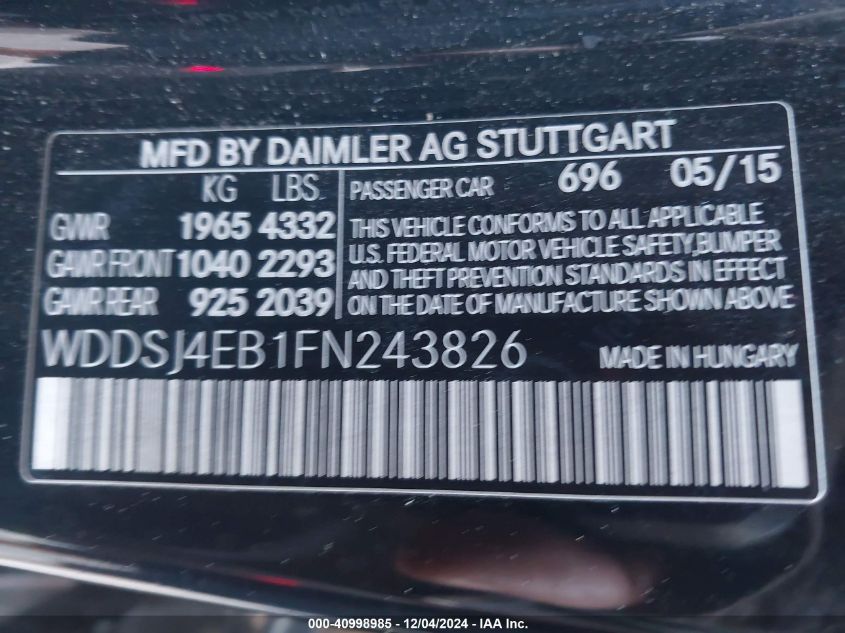 MFD BY DAIMLER AG STUTTGART
KG LBS
GVWR 1965 4332
GAWR FRONT 1040 2293
GAWR REAR 925 2039
PASSENGER CAR 696 05/15
THIS VEHICLE CONFORMS TO ALL APPLICABLE
U.S. FEDERAL MOTOR VEHICLE SAFETY,BUMPER
AND THEFT PREVENTION STANDARDS IN EFFECT
ON THE DATE OF MANUFACTURE SHOWN ABOVE
WDDSJ4EB1FN243826 MADE IN HUNGARY
000-40998985 - 12/04/2024 - IAA Inc.